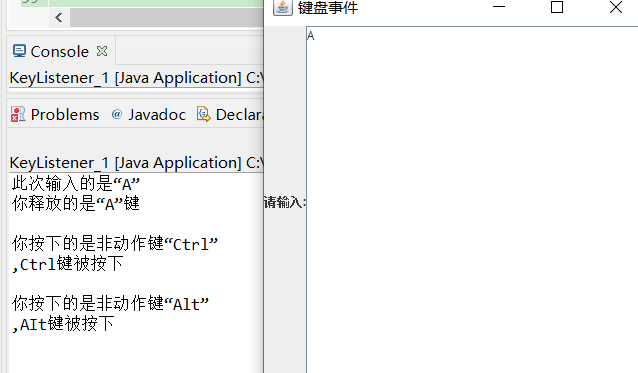 Console
KeyListener_1 [Java Application] C:\
Problems @ Javadoc Declara
KeyListener_1 [Java Application] C:\
此次输入的是“A”
你释放的是“A”键
你按下的是非动作键“Ctrl”
,Ctrl键被按下
你按下的是非动作键“Alt”
,AIt键被按下
键盘事件
A
请输入: